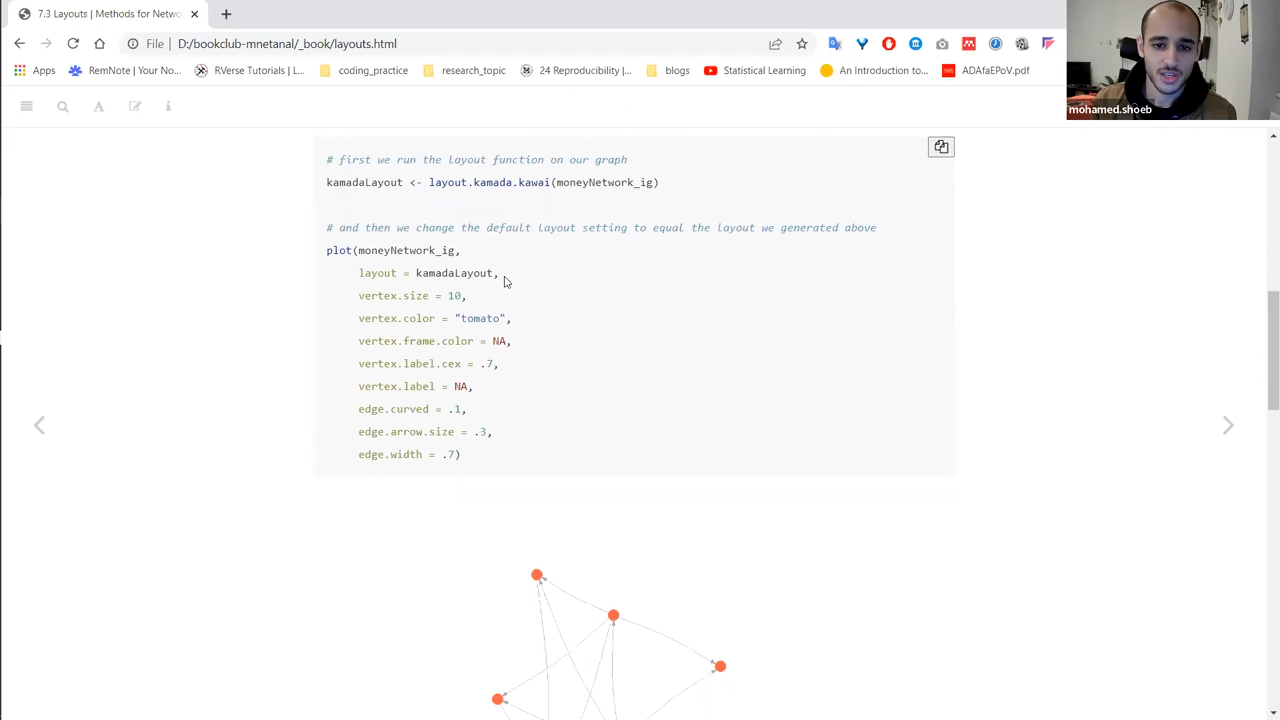 7.3 Layouts | Methods for Netwo
File | D:/bookclub-mnetanal/_book/layouts.html
Apps RemNote | Your No... RVerse Tutorials | L... coding_practice research_topic 24 Reproducibility |... blogs Statistical Learning An Introduction to... ADAfaEPoV.pdf
mohamed.shoeb
# first we run the layout function on our graph
kamadaLayout <- layout.kamada.kawai(moneyNetwork_ig)
# and then we change the default layout setting to equal the layout we generated above
plot(moneyNetwork_ig,
layout = kamadaLayout,
vertex.size = 10,
vertex.color = "tomato",
vertex.frame.color = NA,
vertex.label.cex = .7,
vertex.label = NA,
edge.curved = .1,
edge.arrow.size = .3,
edge.width = .7)